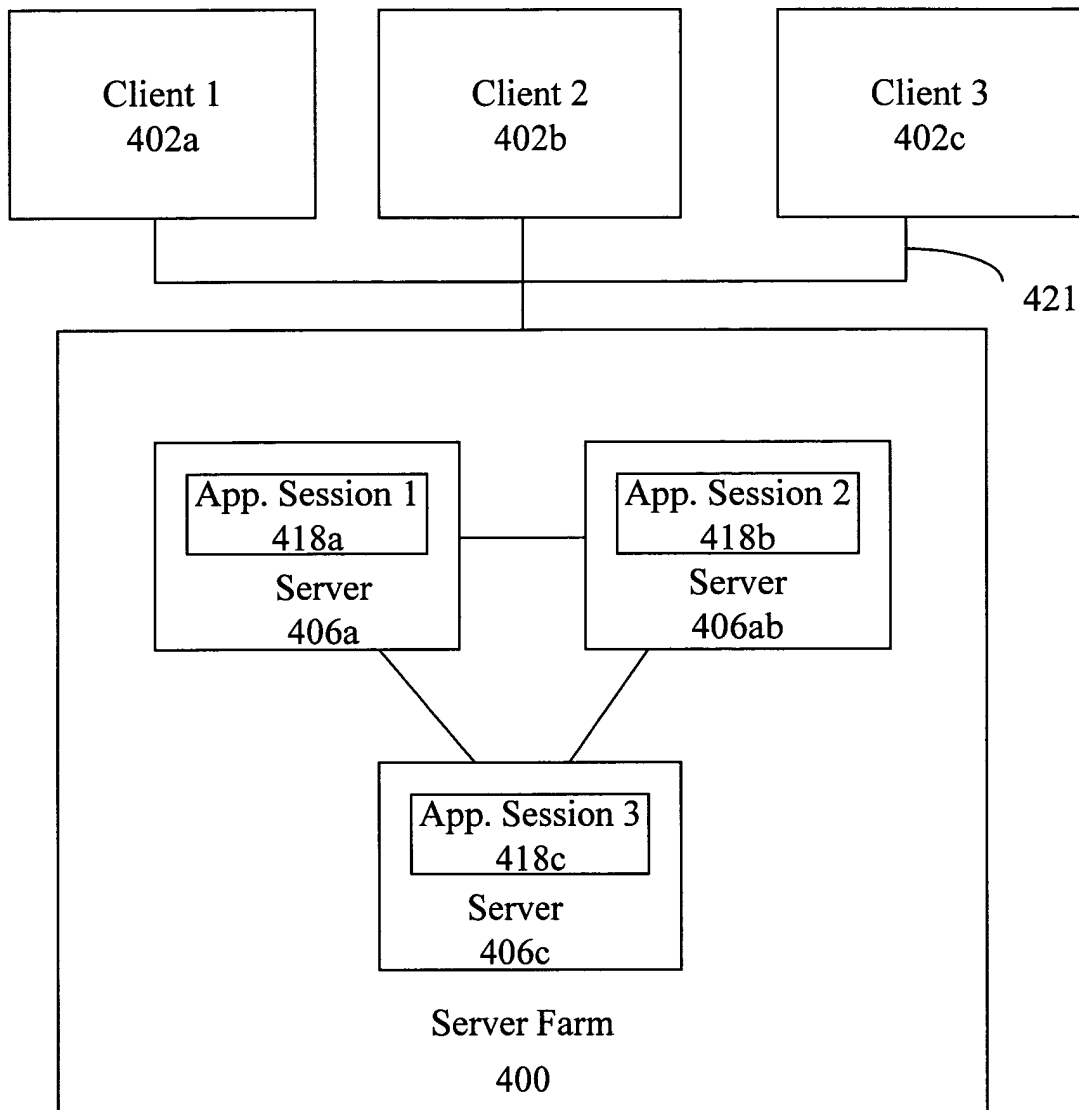 Client 1
402a
Client 2
402b
Client 3
402c
421
App. Session 1
418a
Server
406a
App. Session 2
418b
Server
406ab
App. Session 3
418c
Server
406c
Server Farm
400